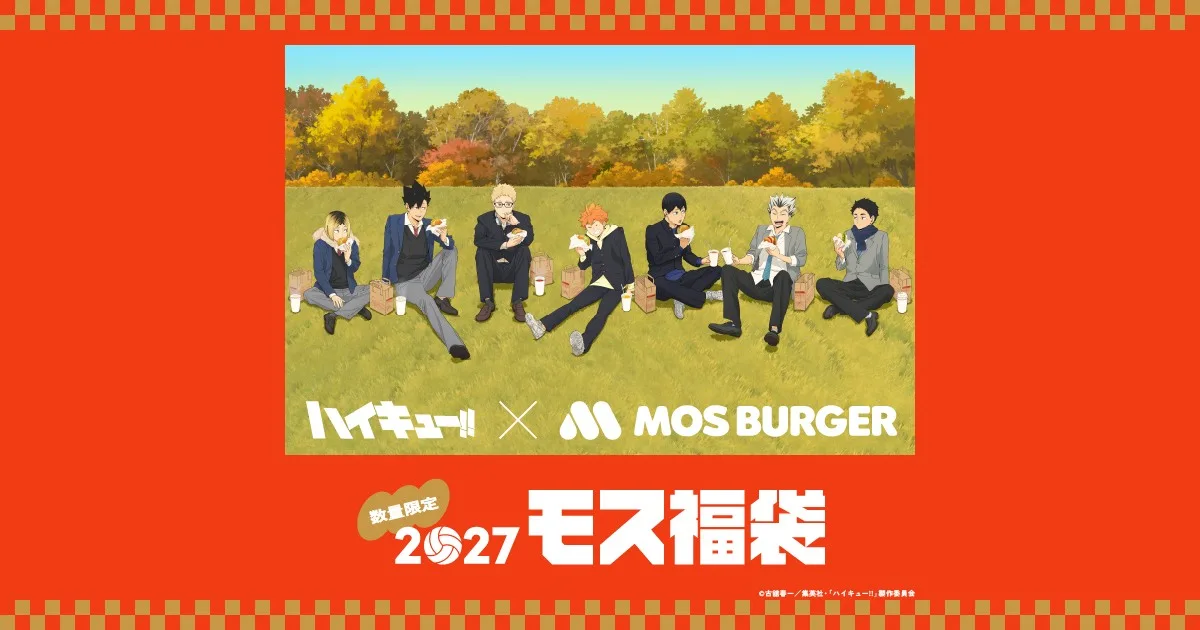 ハイキュー!! × MOS BURGER
数量限定
2027 モス福袋
©古舘春一／集英社・「ハイキュー!!」製作委員会